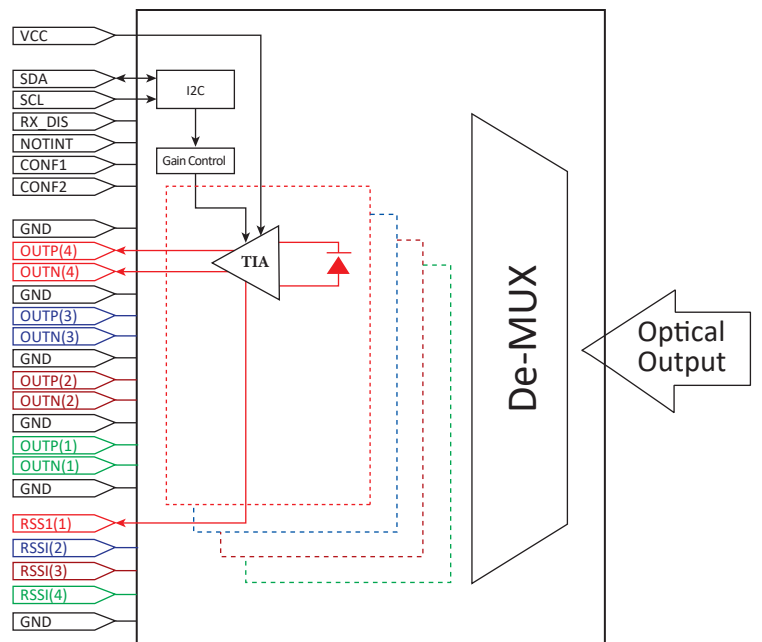 VCC
SDA
SCL
RX_DIS
NOTINT
CONF1
CONF2
GND
OUTP(4)
OUTN(4)
GND
OUTP(3)
OUTN(3)
GND
OUTP(2)
OUTN(2)
GND
OUTP(1)
OUTN(1)
GND
RSS1(1)
RSSI(2)
RSSI(3)
RSSI(4)
GND
I2C
Gain Control
TIA
De-MUX
Optical
Output